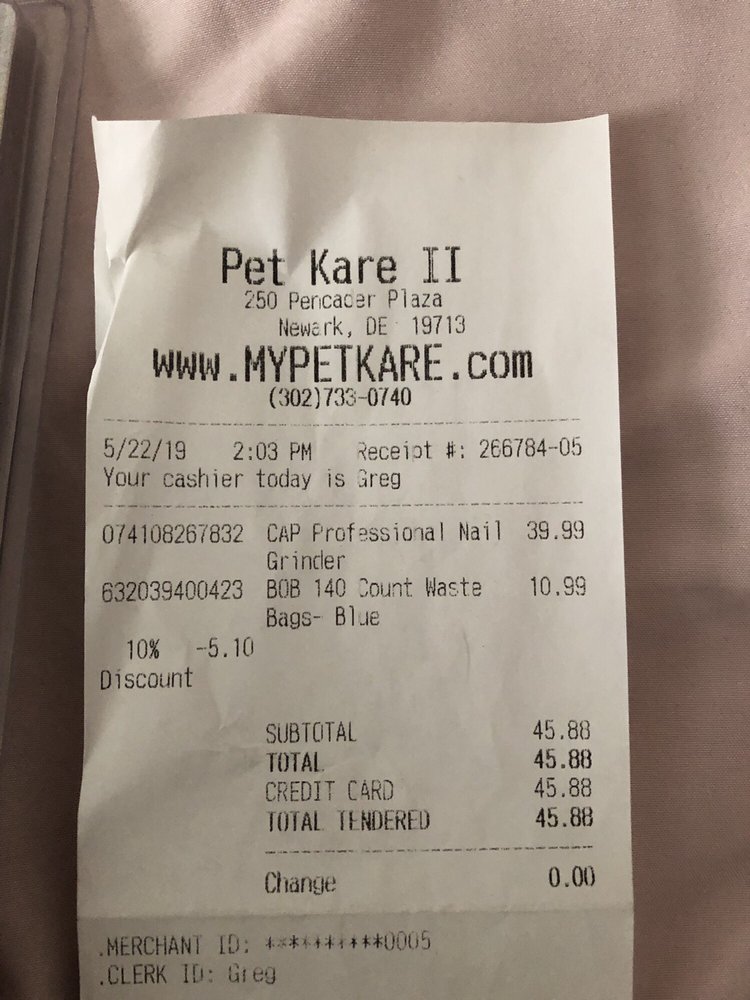 Pet Kare II
250 Pencader Plaza
Newark, DE 19713
www.MYPETKARE.com
(302)733-0740
5/22/19 2:03 PM Receipt #: 266784-05
Your cashier today is Greg
074108267832 CAP Professional Nail 39.99
Grinder
632039400423 BOB 140 Count Waste 10.99
Bags- Blue
10% -5.10
Discount
SUBTOTAL 45.88
TOTAL 45.88
CREDIT CARD 45.88
TOTAL TENDERED 45.88
Change 0.00
.MERCHANT ID: **********0005
.CLERK ID: Greg